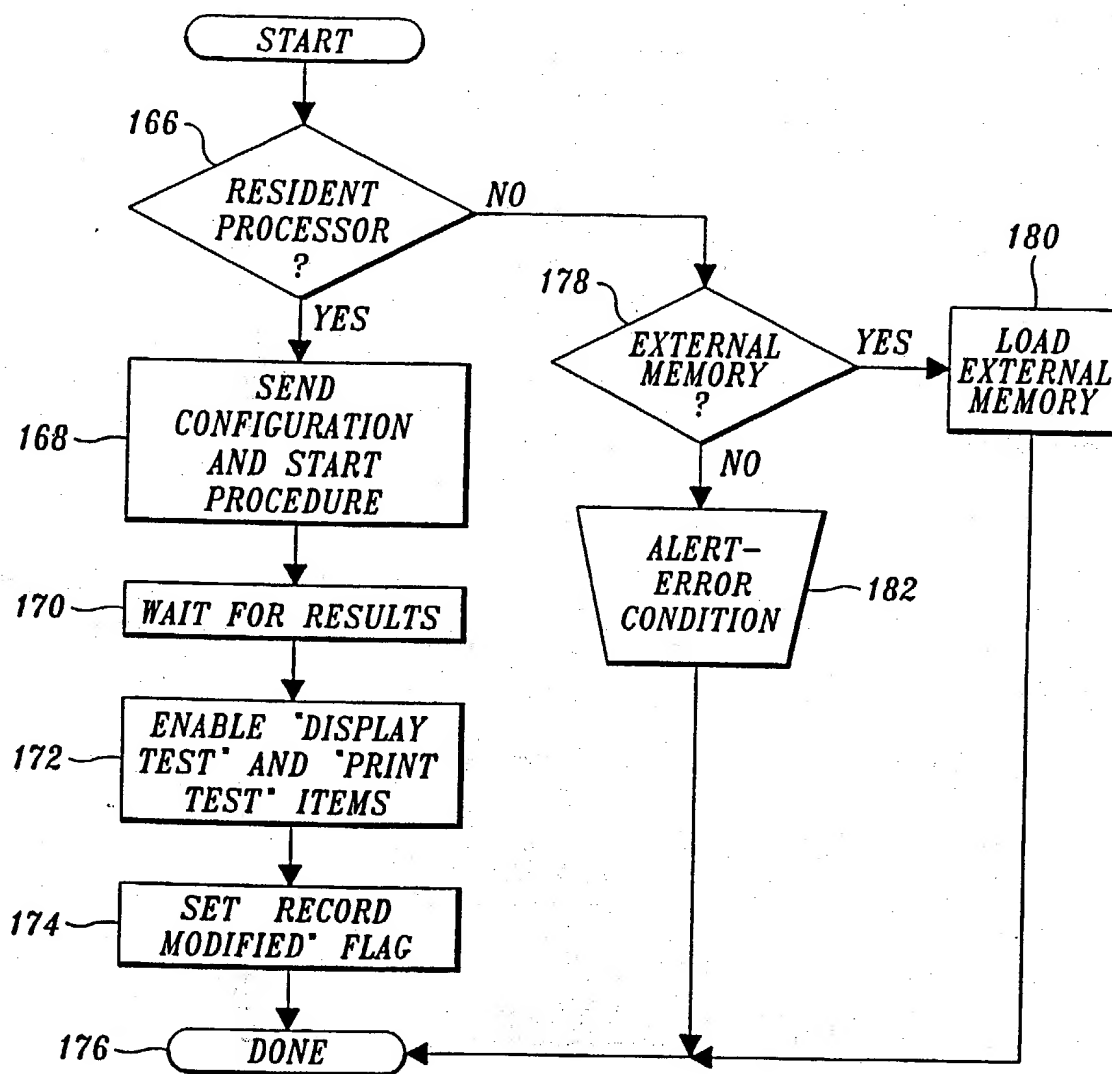 START
166
RESIDENT
PROCESSOR
?
NO
YES
178
EXTERNAL
MEMORY
?
YES
180
LOAD
EXTERNAL
MEMORY
NO
168
SEND
CONFIGURATION
AND START
PROCEDURE
ALERT-
ERROR
CONDITION
182
170
WAIT FOR RESULTS
172
ENABLE "DISPLAY
TEST" AND "PRINT
TEST" ITEMS
174
SET RECORD
MODIFIED" FLAG
176
DONE